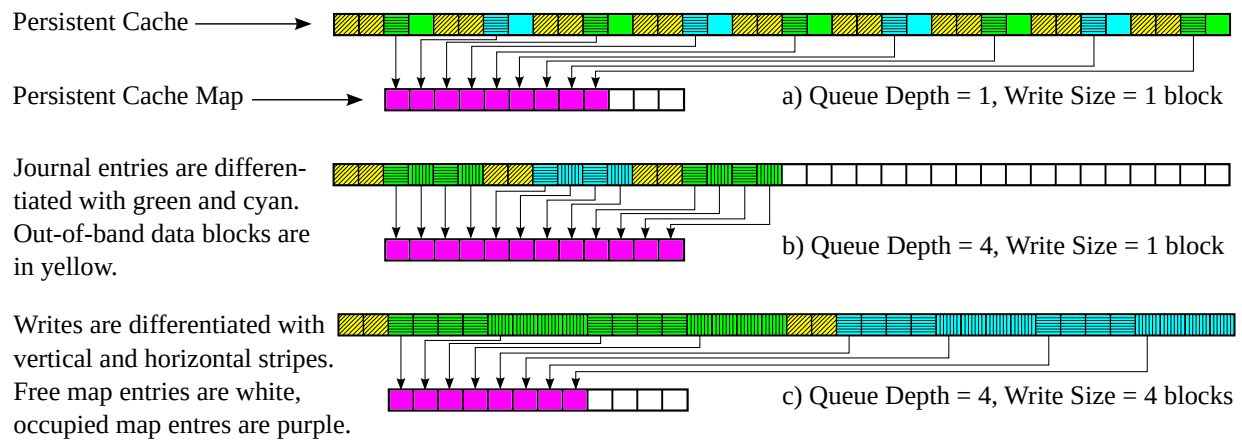 Persistent Cache
Persistent Cache Map
a) Queue Depth = 1, Write Size = 1 block
Journal entries are differen-
tiated with green and cyan.
Out-of-band data blocks are
in yellow.
b) Queue Depth = 4, Write Size = 1 block
Writes are differentiated with
vertical and horizontal stripes.
Free map entries are white,
occupied map entres are purple.
c) Queue Depth = 4, Write Size = 4 blocks